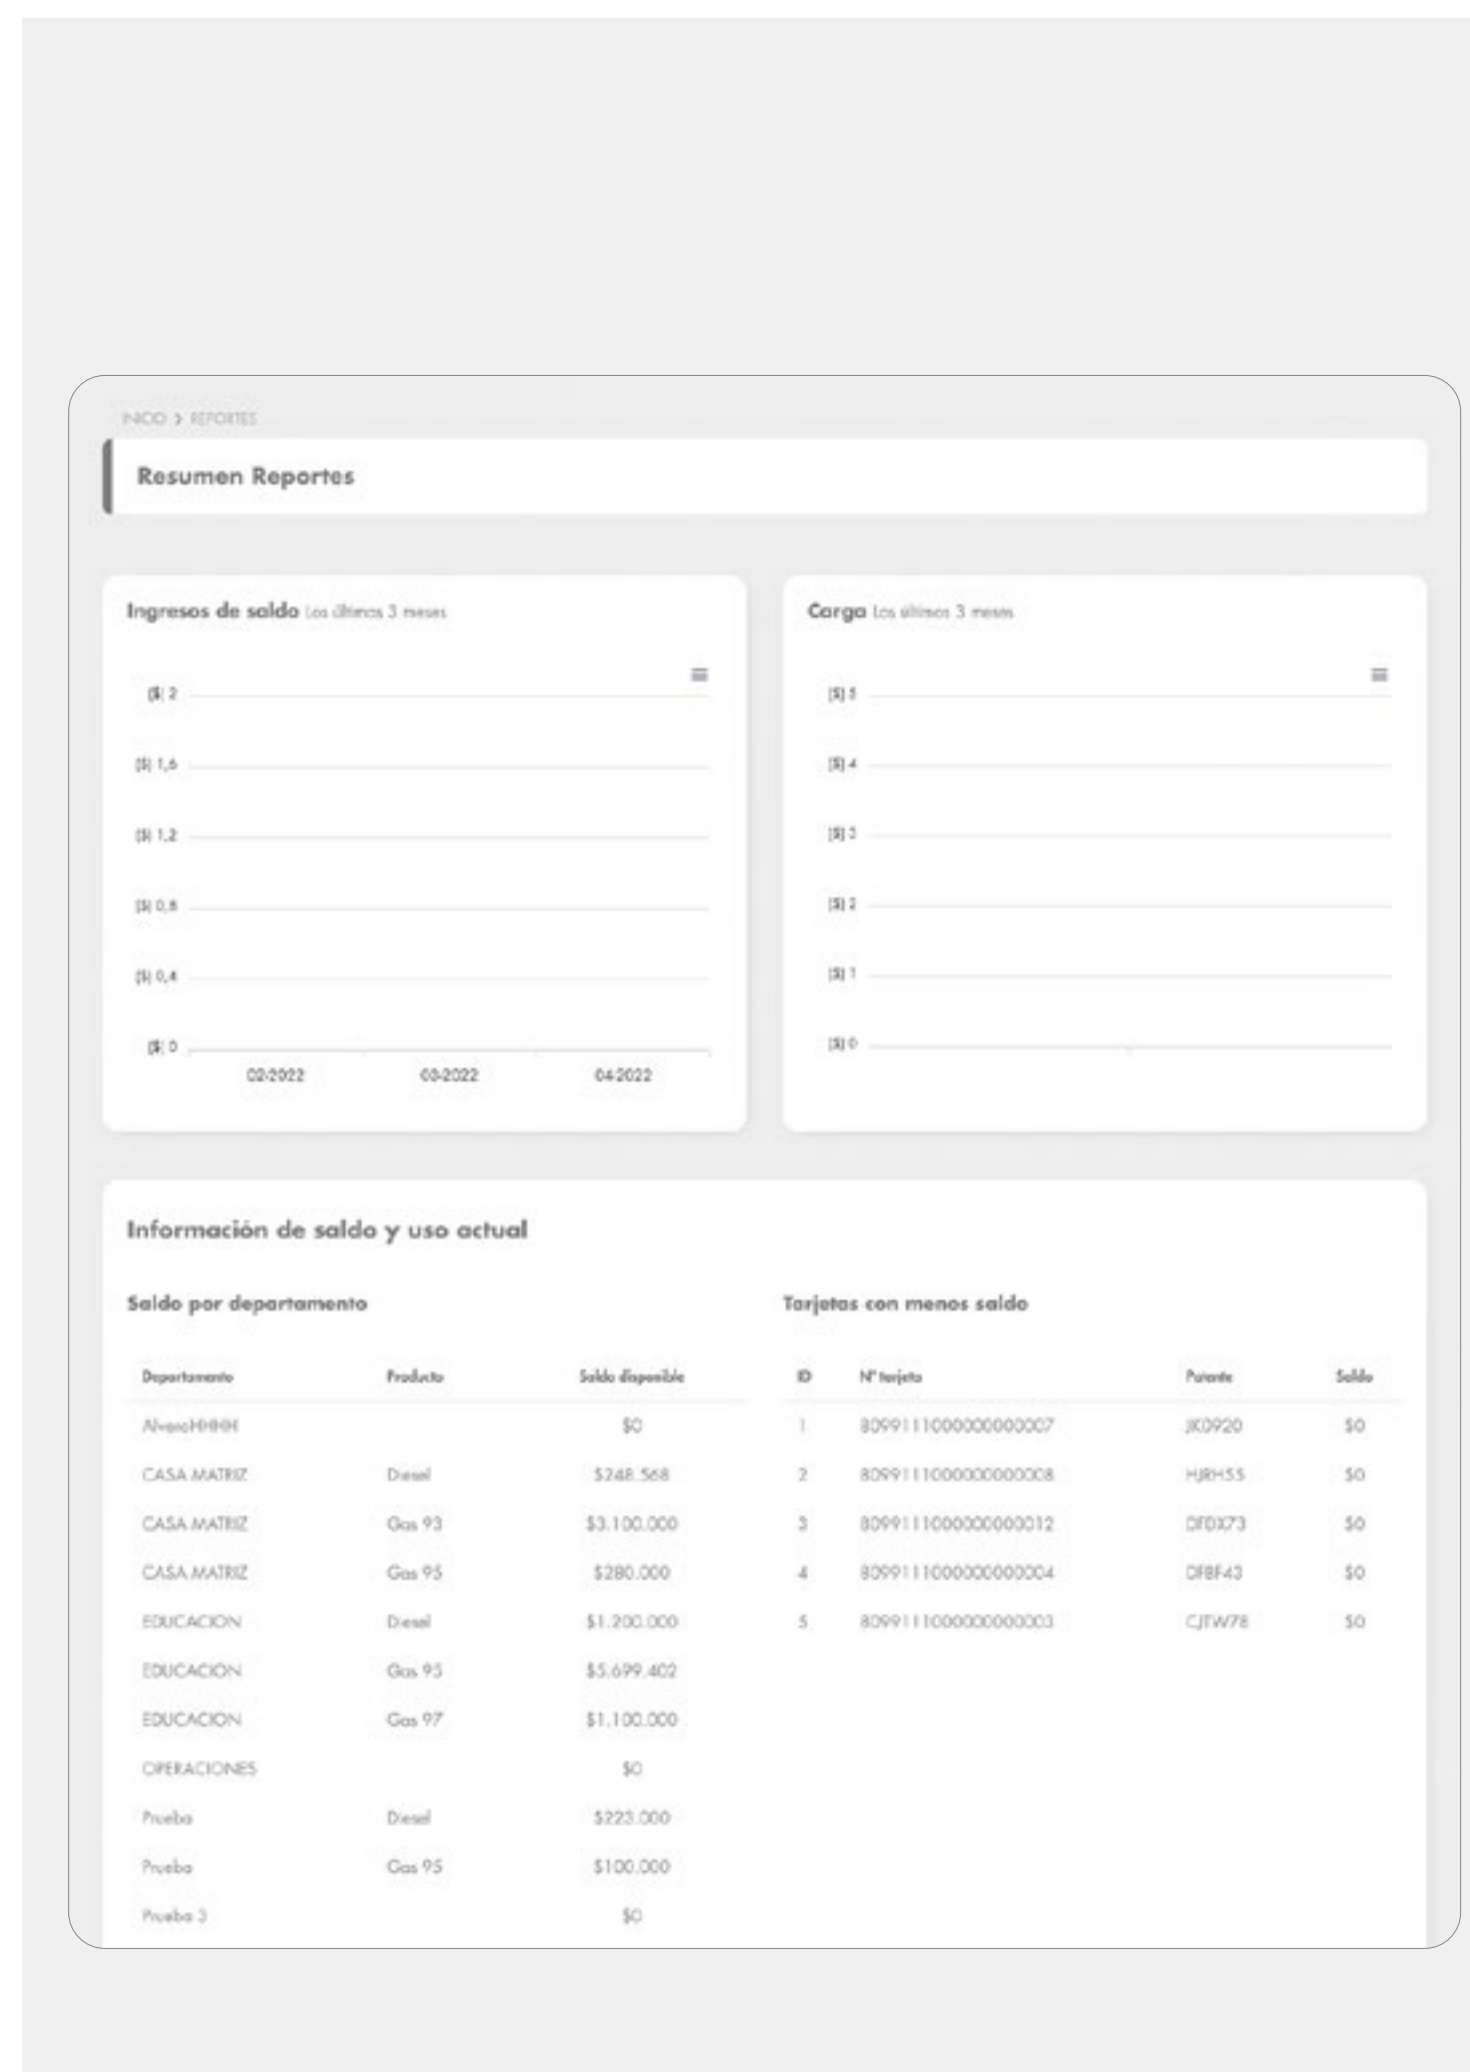 INICIO > REPORTES
Resumen Reportes
Ingresos de saldo Los últimos 3 meses
($) 2
($) 1,6
($) 1,2
($) 0,8
($) 0,4
($) 0
02-2022 03-2022 04-2022
Carga Los últimos 3 meses
($) 5
($) 4
($) 3
($) 2
($) 1
($) 0
Información de saldo y uso actual
Saldo por departamento
Departamento Producto Saldo disponible
AlvaroHHHH $0
CASA MATRIZ Diesel $248.568
CASA MATRIZ Gas 93 $3.100.000
CASA MATRIZ Gas 95 $280.000
EDUCACION Diesel $1.200.000
EDUCACION Gas 95 $5.699.402
EDUCACION Gas 97 $1.100.000
OPERACIONES $0
Prueba Diesel $223.000
Prueba Gas 95 $100.000
Prueba 3 $0
Tarjetas con menos saldo
ID N° tarjeta Patente Saldo
1 8099111000000000007 JK0920 $0
2 8099111000000000008 HJRH55 $0
3 8099111000000000012 DFDX73 $0
4 8099111000000000004 DFBF43 $0
5 8099111000000000003 CJTW78 $0